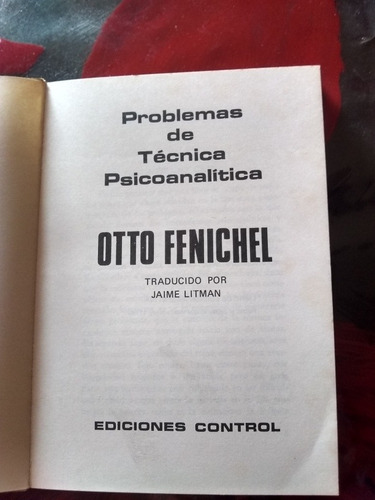 Problemas
de
Técnica
Psicoanalítica
OTTO FENICHEL
TRADUCIDO POR
JAIME LITMAN
EDICIONES CONTROL